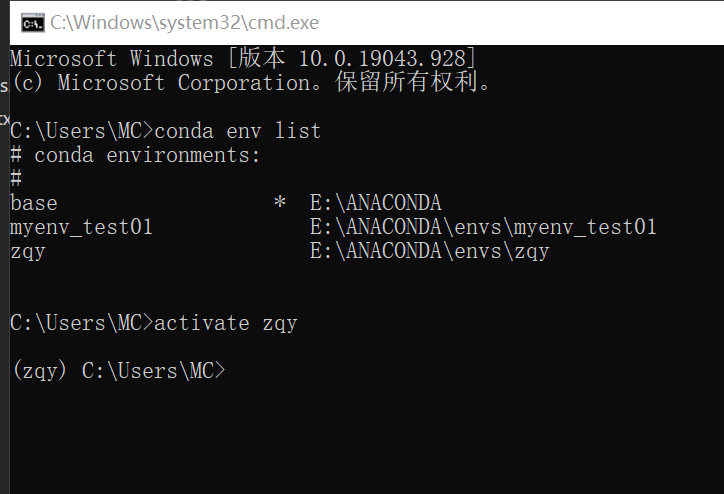 C:\Windows\system32\cmd.exe
Microsoft Windows [版本 10.0.19043.928]
(c) Microsoft Corporation。保留所有权利。
C:\Users\MC>conda env list
# conda environments:
#
base                  *  E:\ANACONDA
myenv_test01             E:\ANACONDA\envs\myenv_test01
zqy                      E:\ANACONDA\envs\zqy
C:\Users\MC>activate zqy
(zqy) C:\Users\MC>